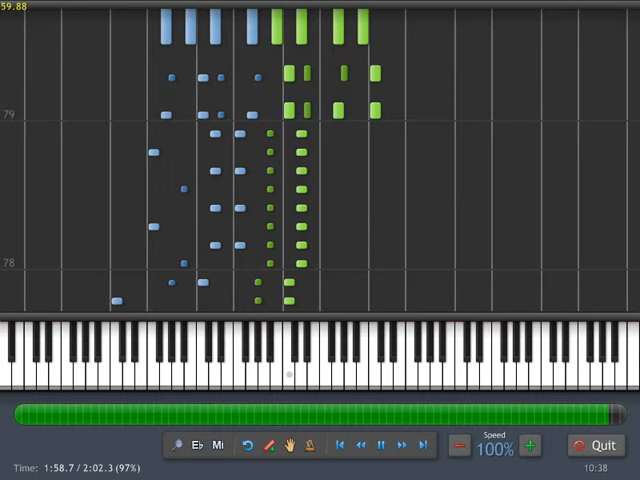 59.88
79
78
E♭ Mi
Speed
100%
Quit
Time: 1:58.7 / 2:02.3 (97%)
10:38